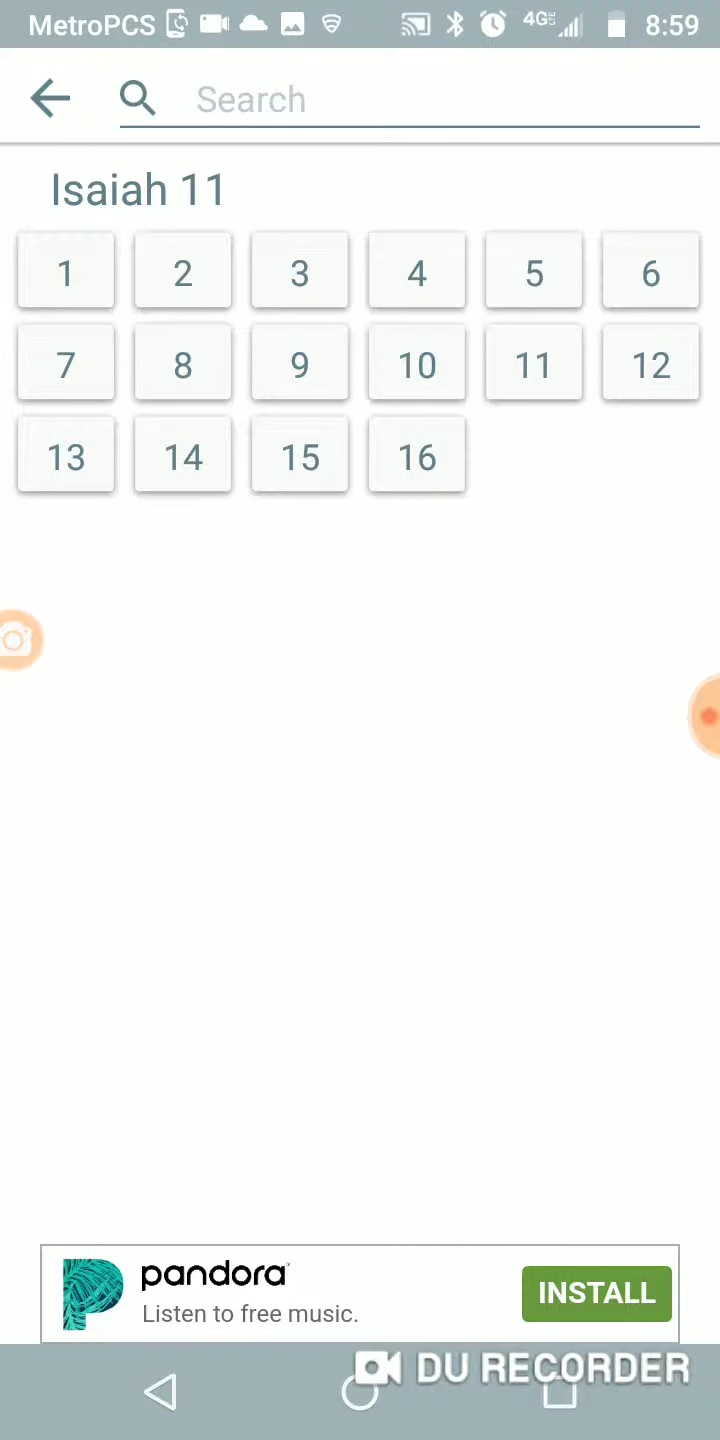 MetroPCS 4G LTE 8:59
Search
Isaiah 11
1 2 3 4 5 6
7 8 9 10 11 12
13 14 15 16
pandora
Listen to free music.
INSTALL
DU RECORDER